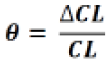 θ = ΔCL / CL